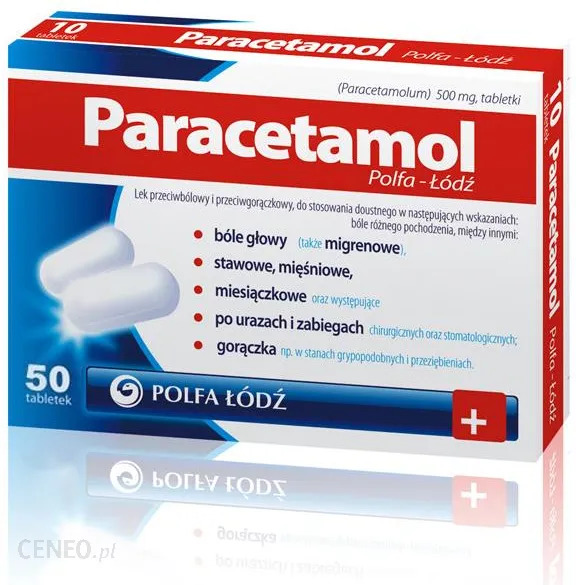 10
tabletek
Paracetamol
Polfa - Łódź
(Paracetamolum) 500 mg, tabletki
Paracetamol
Polfa - Łódź
Lek przeciwbólowy i przeciwgorączkowy, do stosowania doustnego w następujących wskazaniach:
bóle różnego pochodzenia, między innymi:
• bóle głowy (także migrenowe),
• stawowe, mięśniowe,
• miesiączkowe oraz występujące
• po urazach i zabiegach chirurgicznych oraz stomatologicznych;
• gorączka np. w stanach grypopodobnych i przeziębieniach.
50
tabletek
POLFA ŁÓDŹ
10
tabletek
Paracetamol
Polfa - Łódź
CENEO.pl